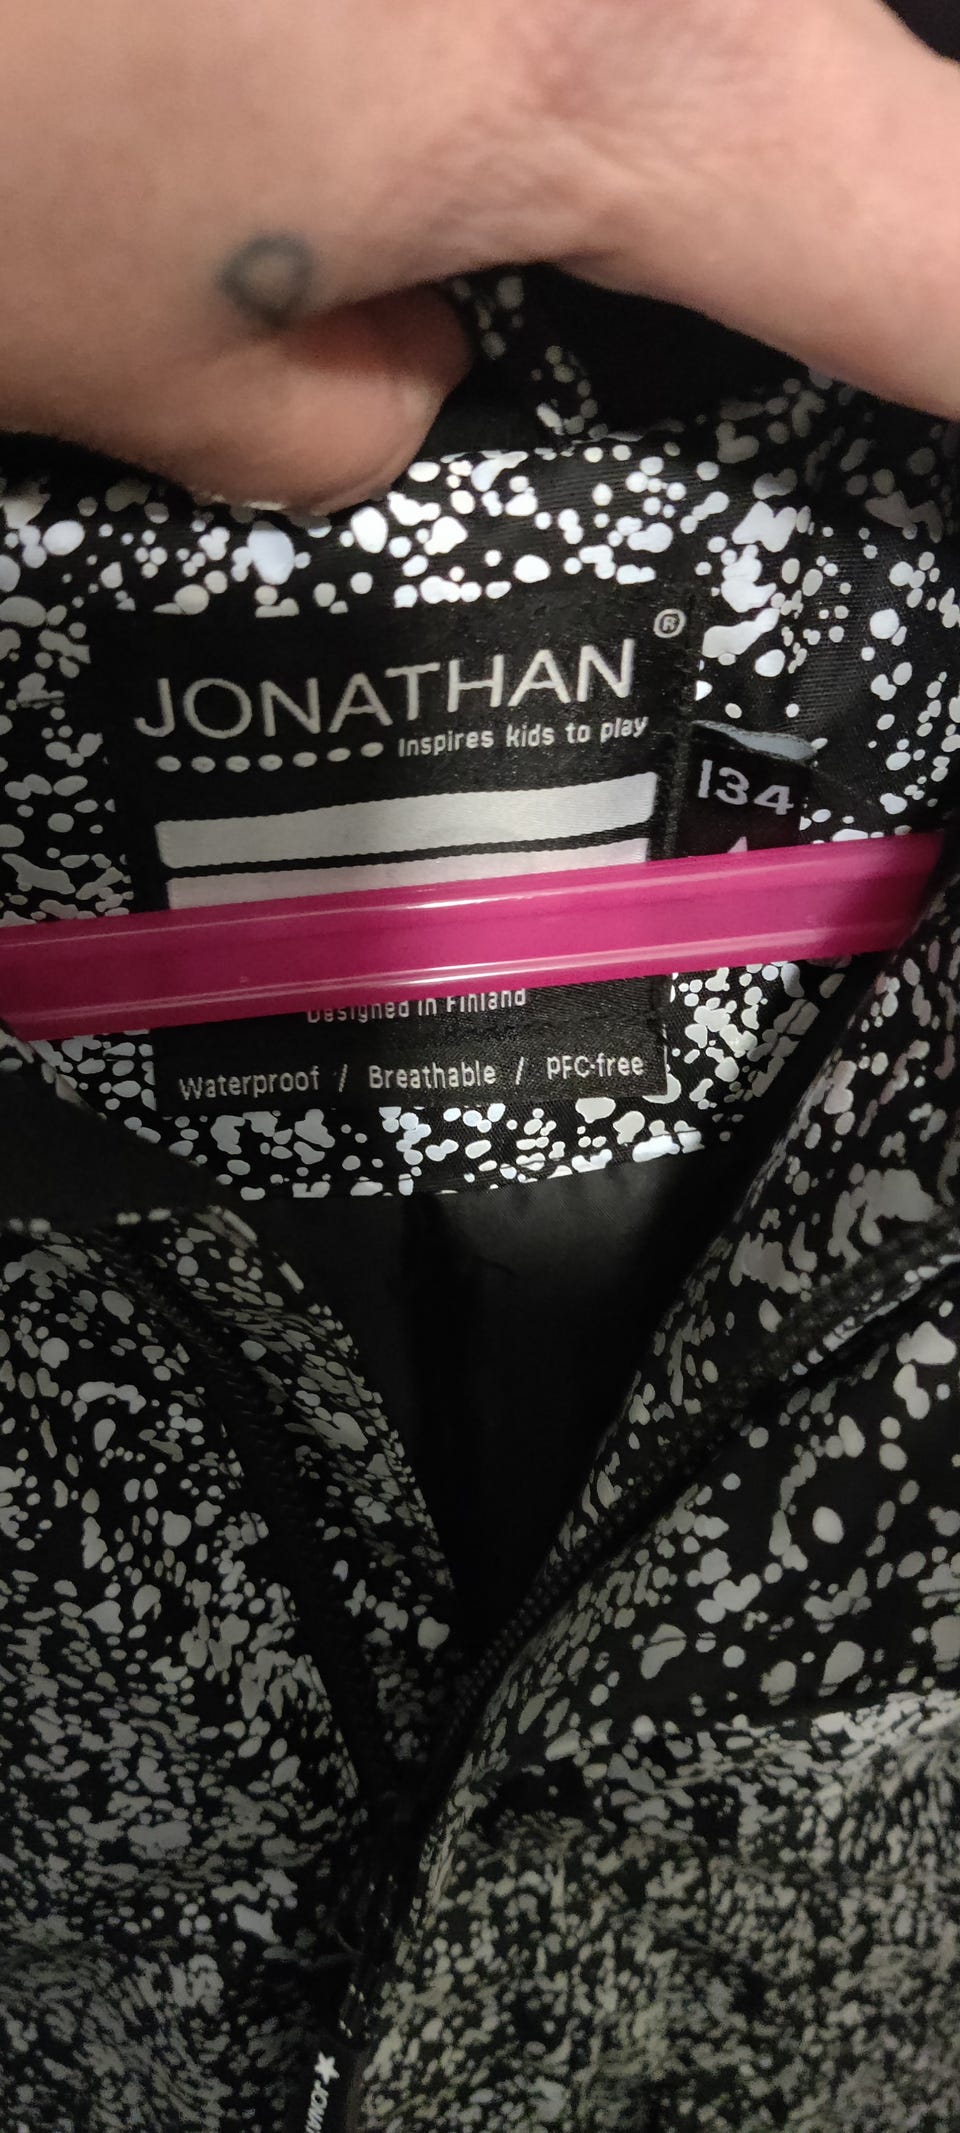 JONATHAN®
Inspires kids to play
134
Designed in Finland
Waterproof / Breathable / PFC-free